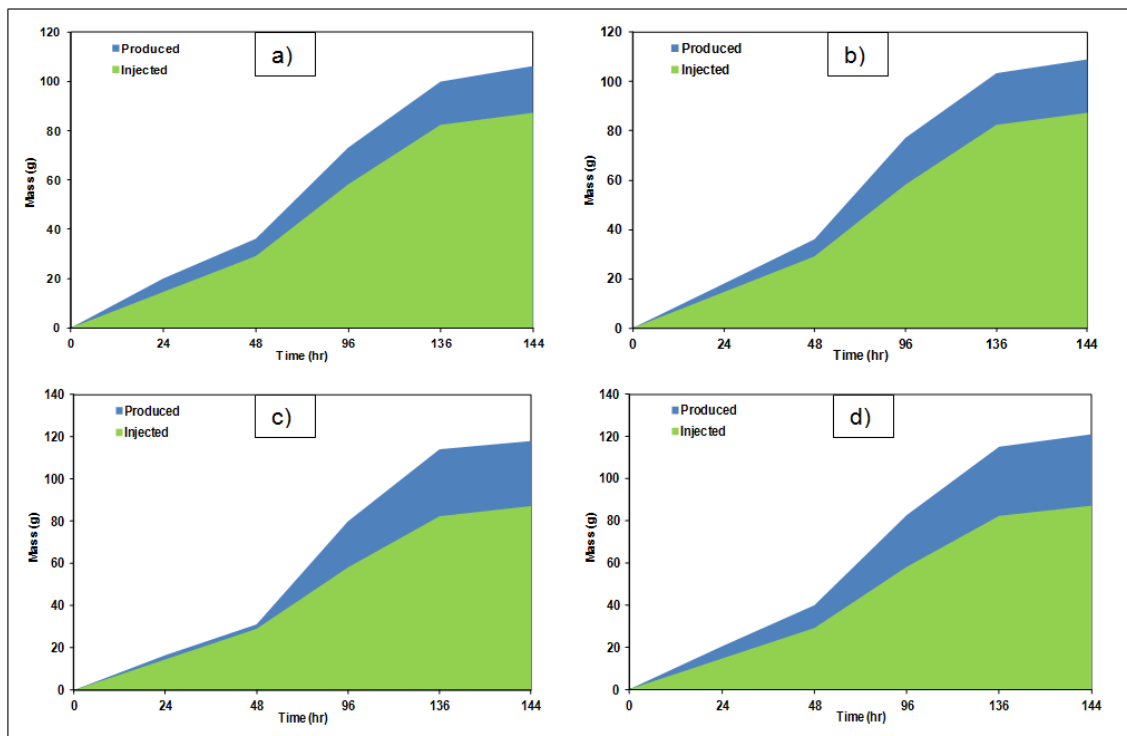 a)
Produced
Injected
Mass (g)
120
100
80
60
40
20
0
0 24 48 96 136 144
Time (hr)
b)
Produced
Injected
Mass (g)
120
100
80
60
40
20
0
0 24 48 96 136 144
Time (hr)
c)
Produced
Injected
Mass (g)
140
120
100
80
60
40
20
0
0 24 48 96 136 144
Time (hr)
d)
Produced
Injected
Mass (g)
140
120
100
80
60
40
20
0
0 24 48 96 136 144
Time (hr)